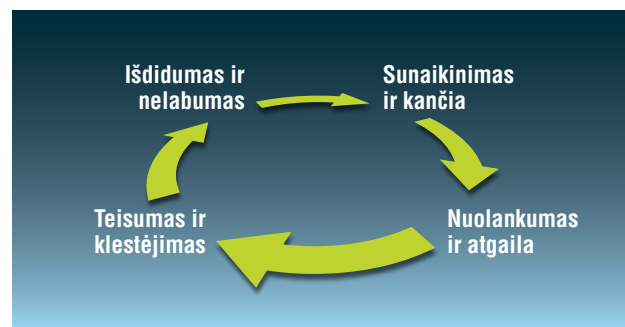 Išdidumas ir
nelabumas
Sunaikinimas
ir kančia
Nuolankumas
ir atgaila
Teisumas ir
klestėjimas